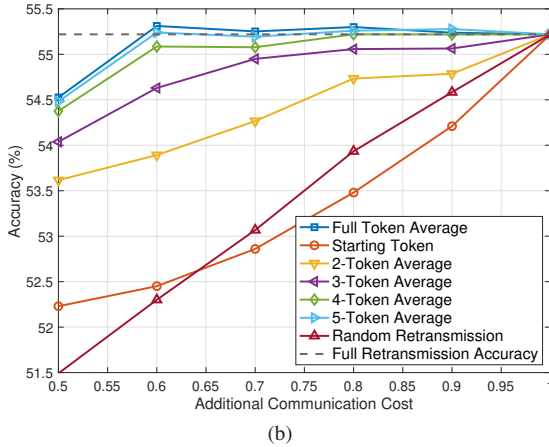 55.5
55
54.5
54
53.5
53
52.5
52
51.5
Accuracy (%)
Full Token Average
Starting Token
2-Token Average
3-Token Average
4-Token Average
5-Token Average
Random Retransmission
Full Retransmission Accuracy
0.5 0.55 0.6 0.65 0.7 0.75 0.8 0.85 0.9 0.95
Additional Communication Cost
(b)